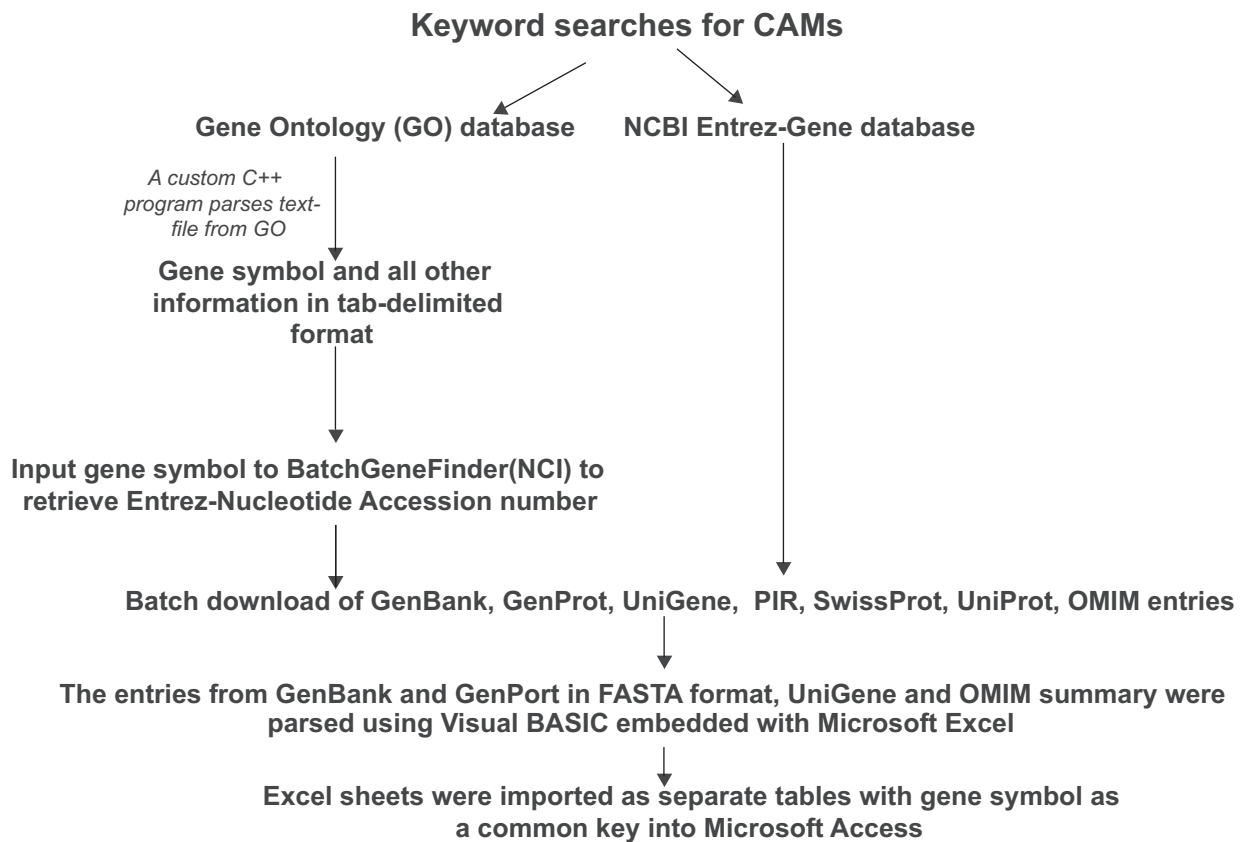 Keyword searches for CAMs
Gene Ontology (GO) database
NCBI Entrez-Gene database
A custom C++
program parses text-
file from GO
Gene symbol and all other
information in tab-delimited
format
Input gene symbol to BatchGeneFinder(NCI) to
retrieve Entrez-Nucleotide Accession number
Batch download of GenBank, GenProt, UniGene, PIR, SwissProt, UniProt, OMIM entries
The entries from GenBank and GenPort in FASTA format, UniGene and OMIM summary were
parsed using Visual BASIC embedded with Microsoft Excel
Excel sheets were imported as separate tables with gene symbol as
a common key into Microsoft Access